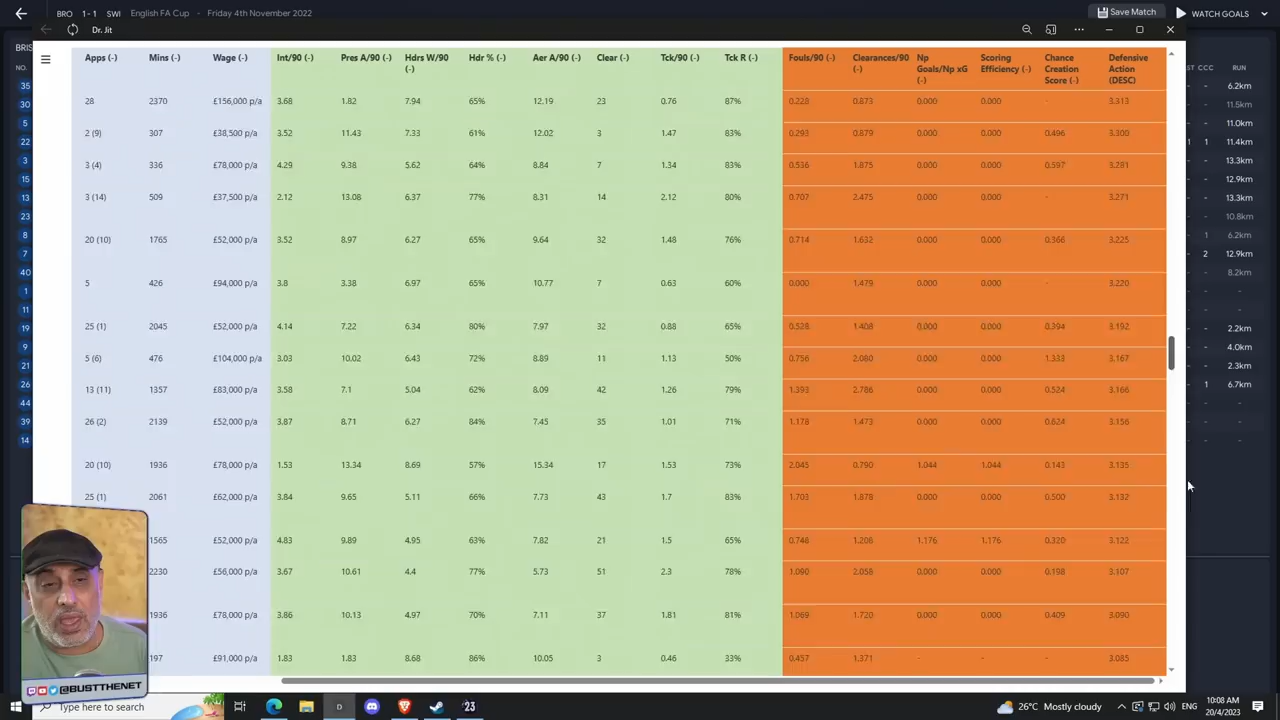 BRO 1 - 1 SWI English FA Cup - Friday 4th November 2022
Save Match
WATCH GOALS
Dr. Jit
BRIS
NO.
ST CCC RUN
Apps (-) Mins (-) Wage (-) Int/90 (-) Pres A/90 (-) Hdrs W/90 (-) Hdr % (-) Aer A/90 (-) Clear (-) Tck/90 (-) Tck R (-) Fouls/90 (-) Clearances/90 (-) Np Goals/Np xG (-) Scoring Efficiency (-) Chance Creation Score (-) Defensive Action (DESC)
28 2370 £156,000 p/a 3.68 1.82 7.94 65% 12.19 23 0.76 87% 0.228 0.873 0.000 0.000 - 3.313
2 (9) 307 £38,500 p/a 3.52 11.43 7.33 61% 12.02 3 1.47 83% 0.293 0.879 0.000 0.000 0.496 3.300
3 (4) 336 £78,000 p/a 4.29 9.38 5.62 64% 8.84 7 1.34 83% 0.536 1.875 0.000 0.000 0.597 3.281
3 (14) 509 £37,500 p/a 2.12 13.08 6.37 77% 8.31 14 2.12 80% 0.707 2.475 0.000 0.000 - 3.271
20 (10) 1765 £52,000 p/a 3.52 8.97 6.27 65% 9.64 32 1.48 76% 0.714 1.632 0.000 0.000 0.366 3.225
5 426 £94,000 p/a 3.8 3.38 6.97 65% 10.77 7 0.63 60% 0.000 1.479 0.000 0.000 - 3.220
25 (1) 2045 £52,000 p/a 4.14 7.22 6.34 80% 7.97 32 0.88 65% 0.528 1.408 0.000 0.000 0.394 3.192
5 (6) 476 £104,000 p/a 3.03 10.02 6.43 72% 8.89 11 1.13 50% 0.756 2.080 0.000 0.000 1.333 3.167
13 (11) 1357 £83,000 p/a 3.58 7.1 5.04 62% 8.09 42 1.26 79% 1.393 2.786 0.000 0.000 0.524 3.166
26 (2) 2139 £52,000 p/a 3.87 8.71 6.27 84% 7.45 35 1.01 71% 1.178 1.473 0.000 0.000 0.624 3.156
20 (10) 1936 £78,000 p/a 1.53 13.34 8.69 57% 15.34 17 1.53 73% 2.045 0.790 1.044 1.044 0.143 3.135
25 (1) 2061 £62,000 p/a 3.84 9.65 5.11 66% 7.73 43 1.7 83% 1.703 1.878 0.000 0.000 0.500 3.132
1565 £52,000 p/a 4.83 9.89 4.95 63% 7.82 21 1.5 65% 0.748 1.208 1.176 1.176 0.320 3.122
2230 £56,000 p/a 3.67 10.61 4.4 77% 5.73 51 2.3 78% 1.090 2.058 0.000 0.000 0.198 3.107
1936 £78,000 p/a 3.86 10.13 4.97 70% 7.11 37 1.81 81% 1.069 1.720 0.000 0.000 0.409 3.090
197 £91,000 p/a 1.83 1.83 8.68 86% 10.05 3 0.46 33% 0.457 1.371 - - - 3.085
35
30
5
22
3
15
13
23
8
7
40
1
11
19
9
21
26
44
39
14
- - 6.2km
- - 11.5km
- - 11.0km
1 1 11.4km
- - 13.3km
- - 12.9km
- - 13.3km
- - 10.8km
- 1 6.2km
- 2 12.9km
- - 8.2km
- - -
- - -
- - 2.2km
- - 4.0km
- - 2.3km
- 1 6.7km
- - -
- - -
- - -
@BUSTTHENET
Type here to search
D
23
26°C Mostly cloudy
10:08 AM
20/4/2023